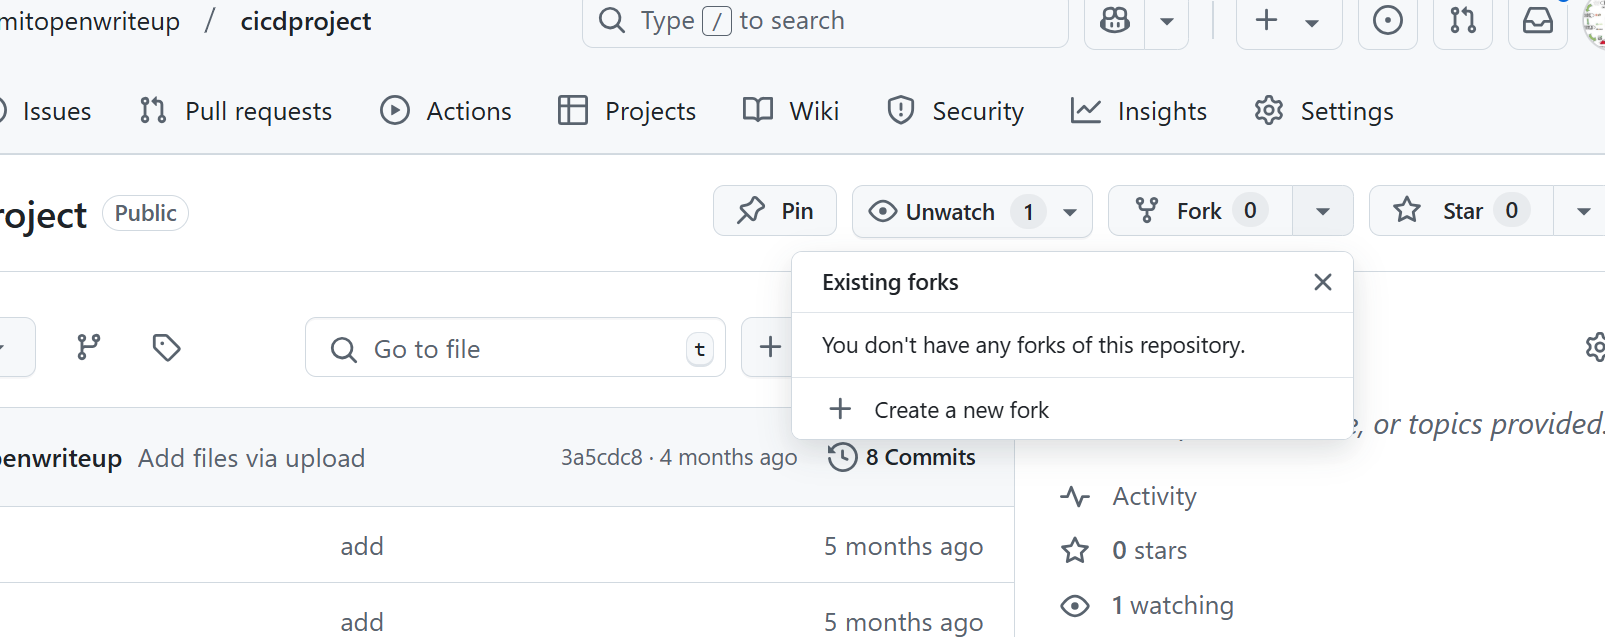 mitopenwriteup / cicdproject
Type / to search
Issues Pull requests Actions Projects Wiki Security Insights Settings
roject Public
Pin Unwatch 1 Fork 0 Star 0
Existing forks
You don't have any forks of this repository.
Create a new fork
Go to file t
e, or topics provided.
penwriteup Add files via upload 3a5cdc8 · 4 months ago 8 Commits
Activity
add 5 months ago
0 stars
1 watching
add 5 months ago